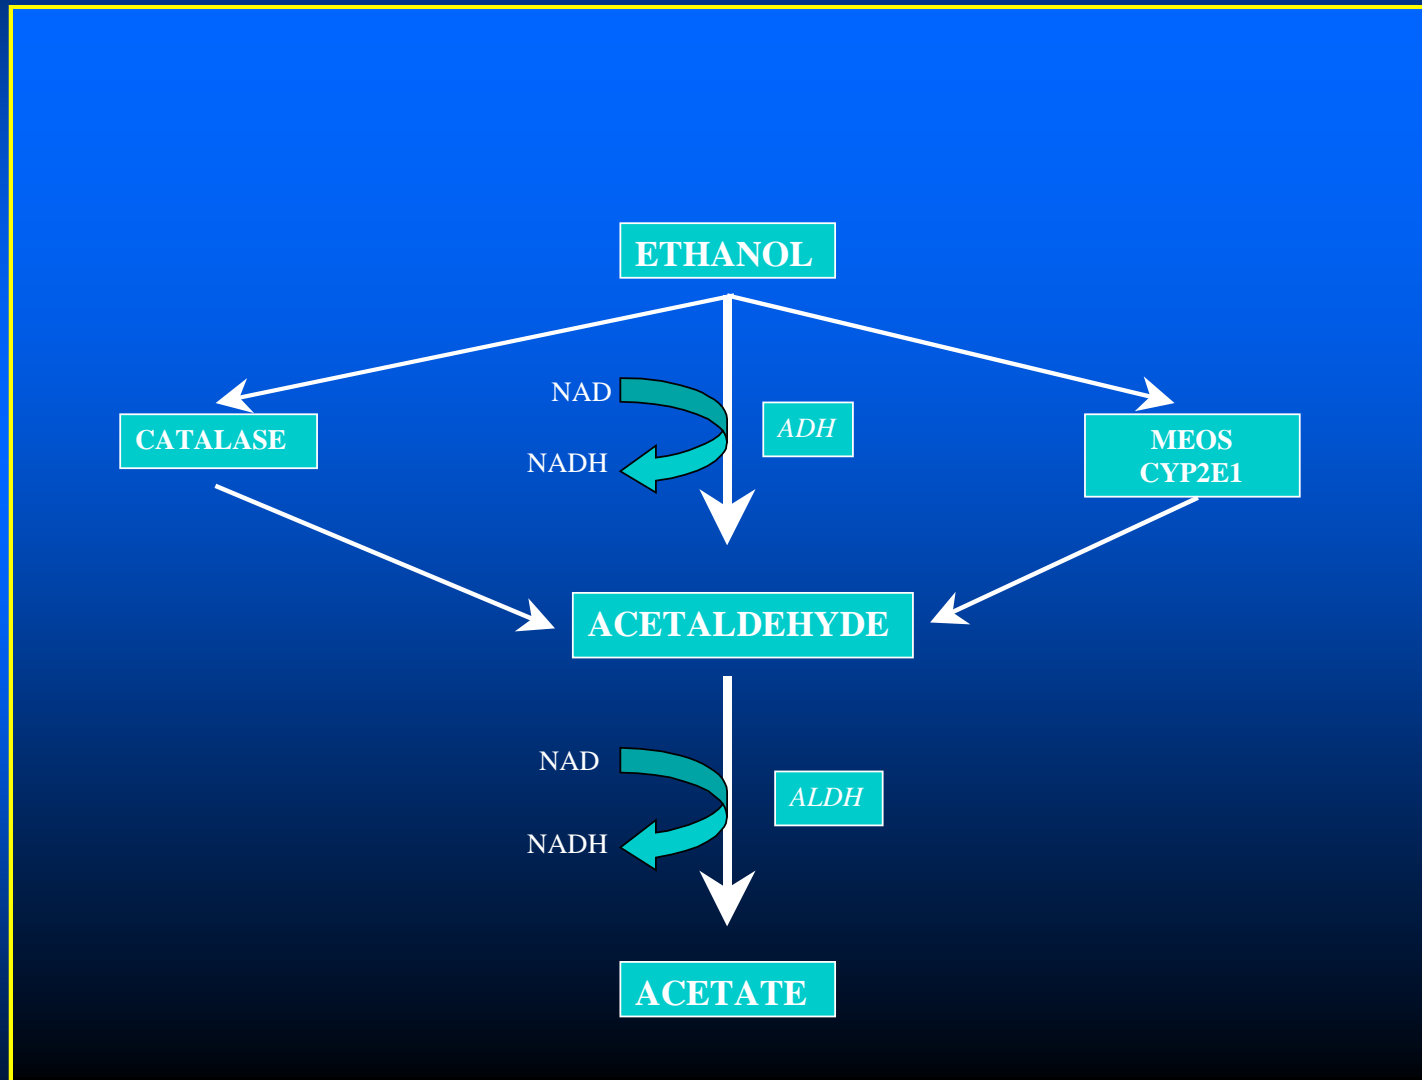 ETHANOL
NAD
ADH
CATALASE
MEOS
CYP2E1
NADH
ACETALDEHYDE
NAD
ALDH
NADH
ACETATE